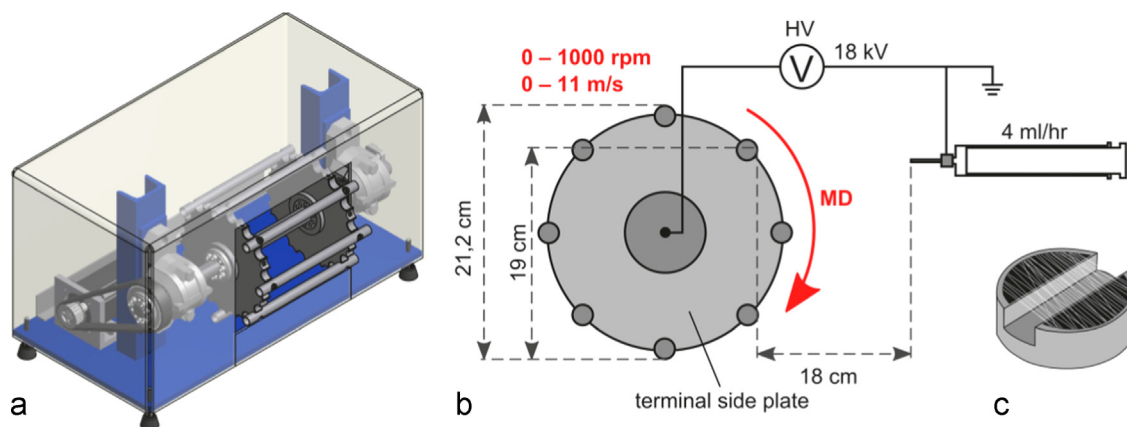 0 – 1000 rpm
0 – 11 m/s
HV
V
18 kV
4 ml/hr
MD
21,2 cm
19 cm
18 cm
terminal side plate
a
b
c